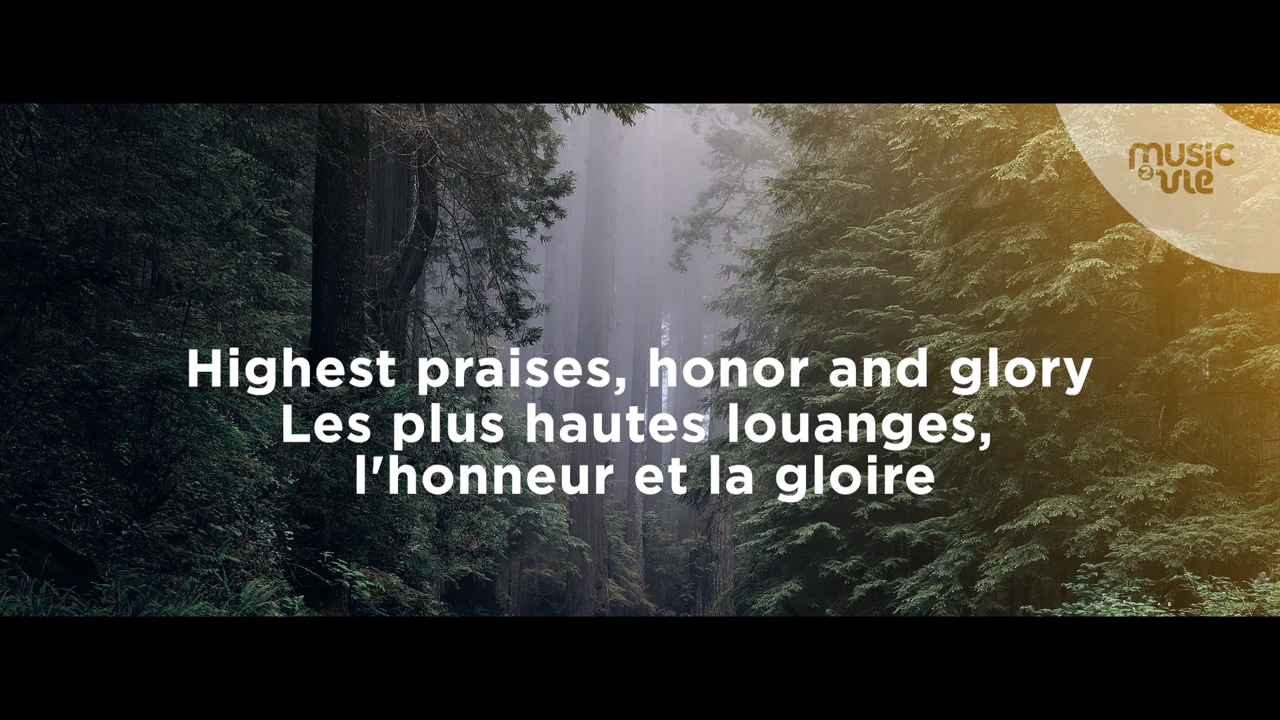 music
2 vie
Highest praises, honor and glory
Les plus hautes louanges,
l'honneur et la gloire